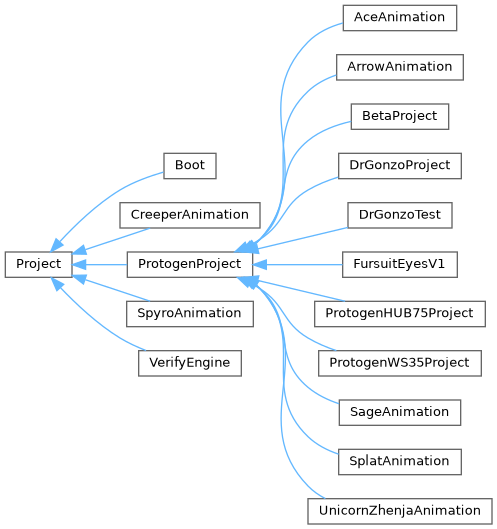 AceAnimation
ArrowAnimation
BetaProject
Boot
DrGonzoProject
CreeperAnimation
DrGonzoTest
Project
ProtogenProject
FursuitEyesV1
SpyroAnimation
ProtogenHUB75Project
VerifyEngine
ProtogenWS35Project
SageAnimation
SplatAnimation
UnicornZhenjaAnimation